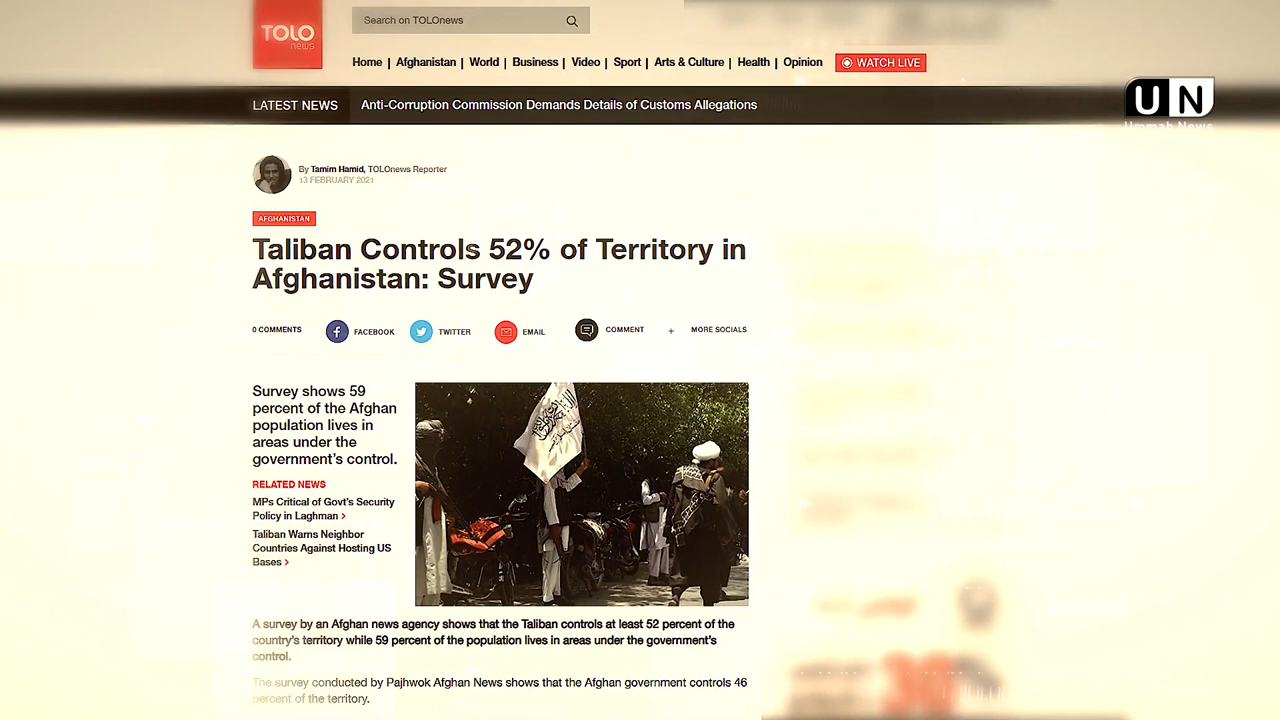 TOLO
news
Search on TOLOnews
Home | Afghanistan | World | Business | Video | Sport | Arts & Culture | Health | Opinion
WATCH LIVE
UN
Ummah News
LATEST NEWS Anti-Corruption Commission Demands Details of Customs Allegations
By Tamim Hamid, TOLOnews Reporter
13 FEBRUARY 2021
AFGHANISTAN
Taliban Controls 52% of Territory in
Afghanistan: Survey
0 COMMENTS FACEBOOK TWITTER EMAIL COMMENT + MORE SOCIALS
Survey shows 59
percent of the Afghan
population lives in
areas under the
government's control.
RELATED NEWS
MPs Critical of Govt's Security
Policy in Laghman >
Taliban Warns Neighbor
Countries Against Hosting US
Bases >
A survey by an Afghan news agency shows that the Taliban controls at least 52 percent of the
country's territory while 59 percent of the population lives in areas under the government's
control.
The survey conducted by Pajhwok Afghan News shows that the Afghan government controls 46
percent of the territory.